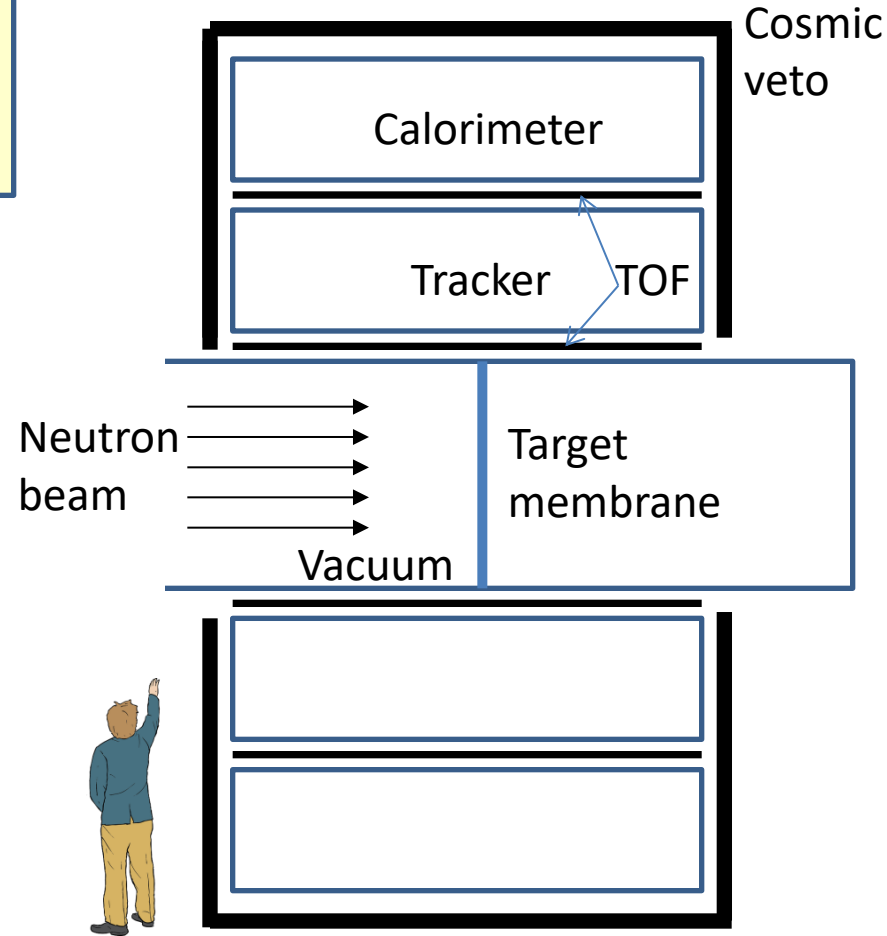 Cosmic
veto
Calorimeter
Tracker
TOF
Neutron
beam
Target
membrane
Vacuum